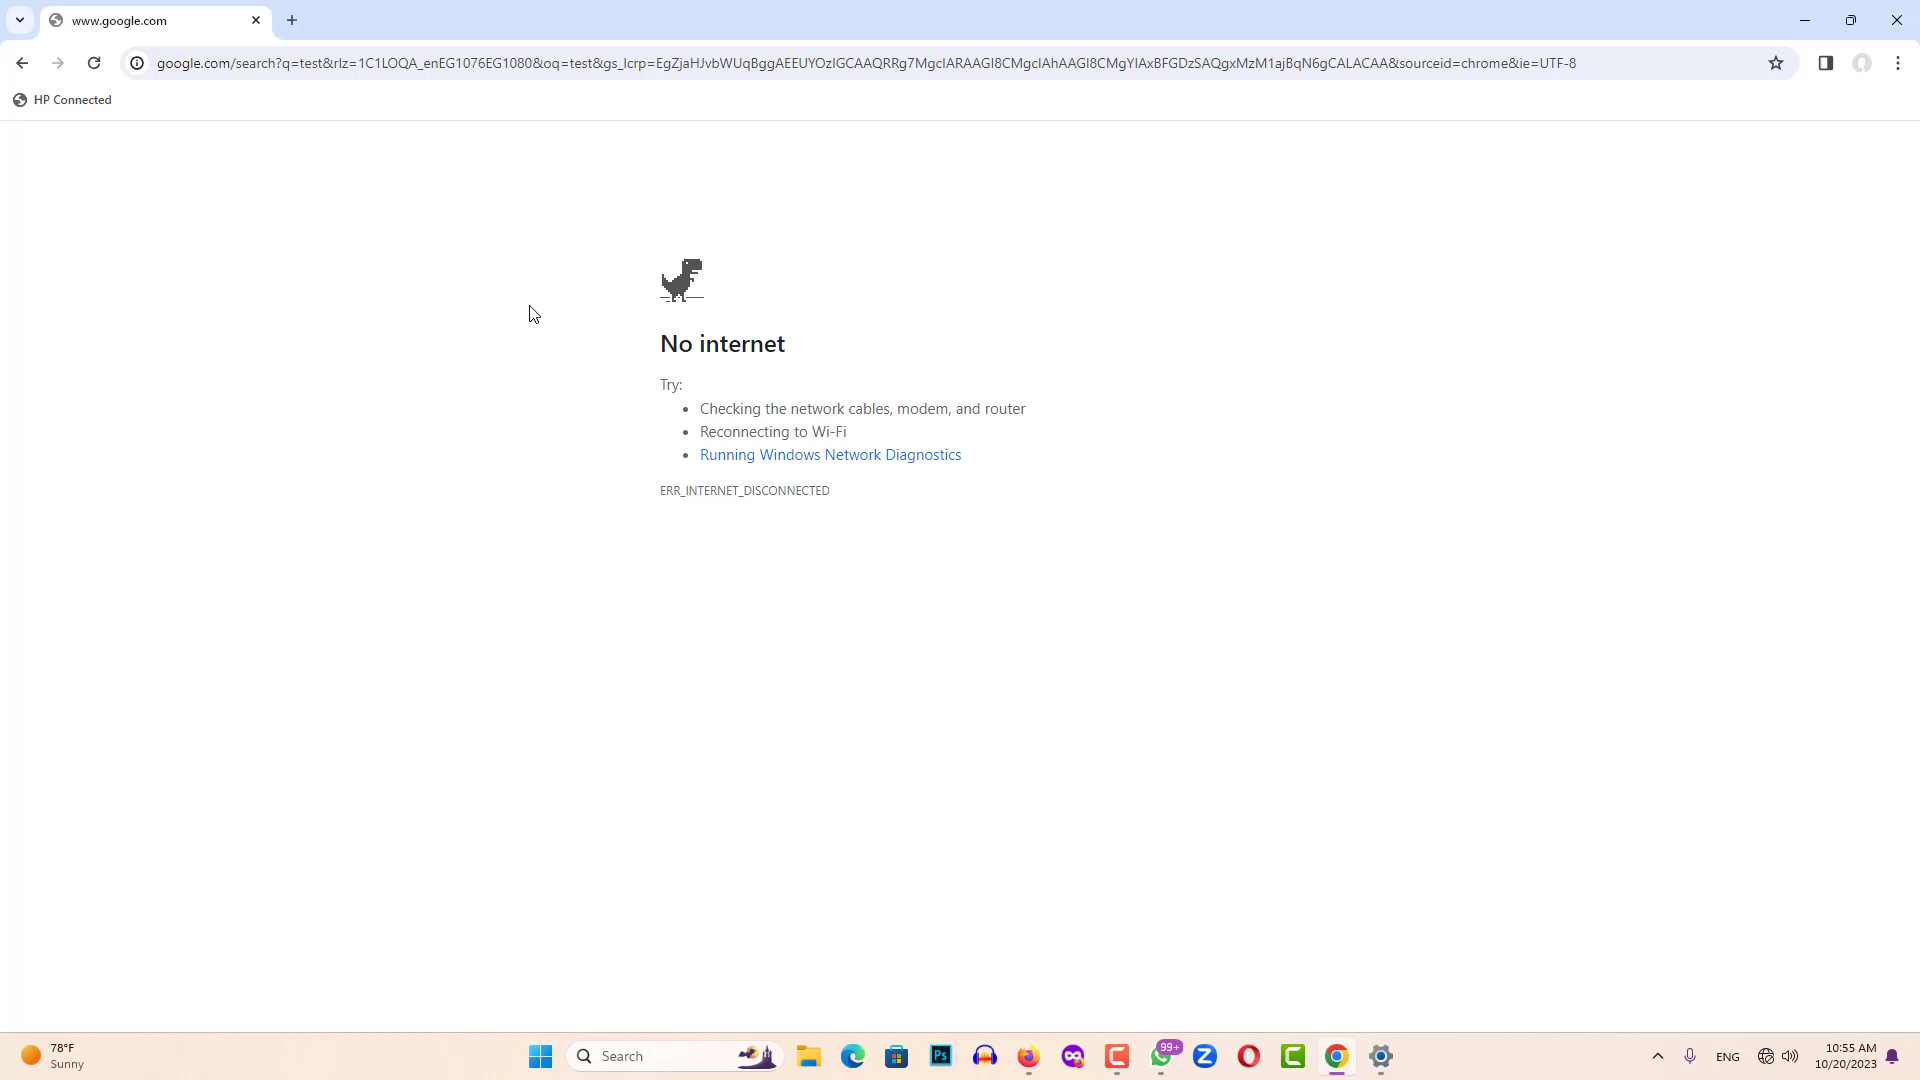 www.google.com
google.com/search?q=test&rlz=1C1LOQA_enEG1076EG1080&oq=test&gs_lcrp=EgZjaHJvbWUqBggAEEUYOzIGCAAQRRg7MgcIARAAGI8CMgcIAhAAGI8CMgYIAxBFGDzSAQgxMzM1ajBqN6gCALACAA&sourceid=chrome&ie=UTF-8
HP Connected
No internet
Try:
• Checking the network cables, modem, and router
• Reconnecting to Wi-Fi
• Running Windows Network Diagnostics
ERR_INTERNET_DISCONNECTED
78°F
Sunny
Search
Ps
99+
ENG
10:55 AM
10/20/2023